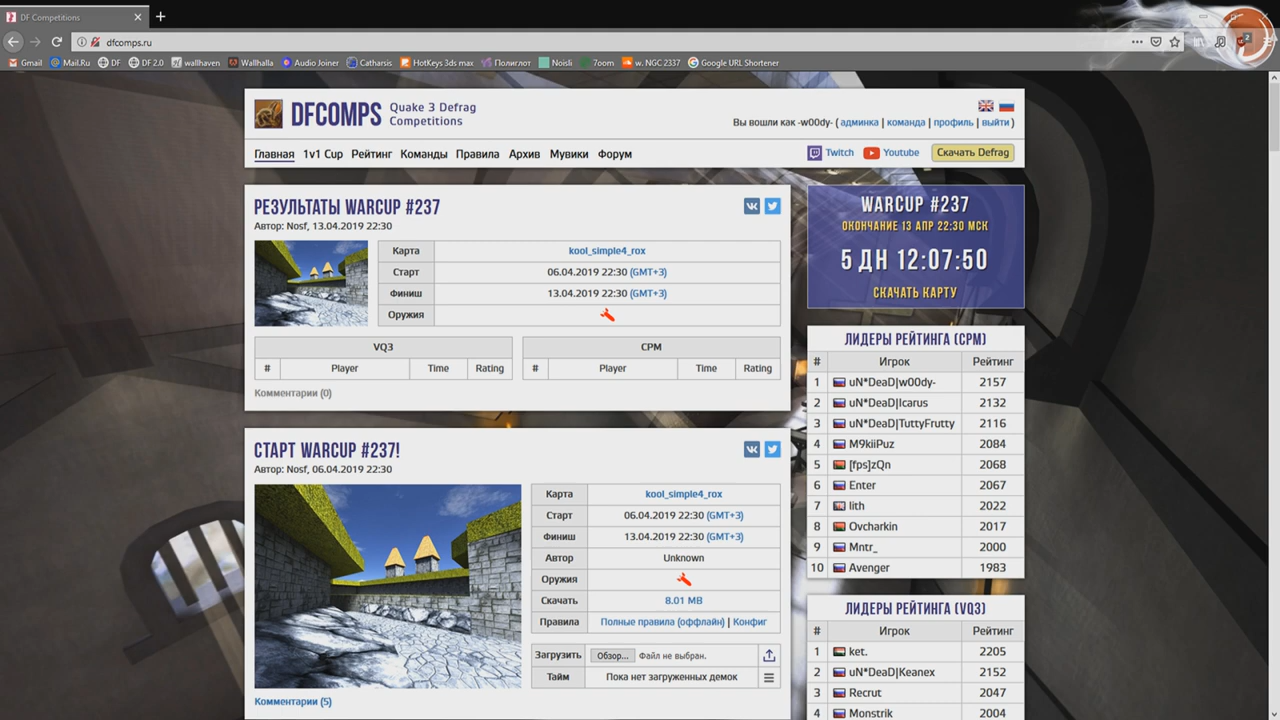 DF Competitions
dfcomps.ru
Gmail Mail.Ru DF DF 2.0 wallhaven Wallhalla Audio Joiner Catharsis HotKeys 3ds max Полиглот Noisli 7oom w. NGC 2337 Google URL Shortener
2
DFCOMPS
Quake 3 Defrag
Competitions
Вы вошли как -w00dy- ( админка | команда | профиль | выйти )
Главная 1v1 Cup Рейтинг Команды Правила Архив Мувики Форум
Twitch Youtube Скачать Defrag
РЕЗУЛЬТАТЫ WARCUP #237
Автор: Nosf, 13.04.2019 22:30
Карта kool_simple4_rox
Старт 06.04.2019 22:30 (GMT+3)
Финиш 13.04.2019 22:30 (GMT+3)
Оружия
VQ3
# Player Time Rating
CPM
# Player Time Rating
Комментарии (0)
СТАРТ WARCUP #237!
Автор: Nosf, 06.04.2019 22:30
Карта kool_simple4_rox
Старт 06.04.2019 22:30 (GMT+3)
Финиш 13.04.2019 22:30 (GMT+3)
Автор Unknown
Оружия
Скачать 8.01 MB
Правила Полные правила (оффлайн) | Конфиг
Загрузить Обзор... Файл не выбран.
Тайм Пока нет загруженных демок
Комментарии (5)
WARCUP #237
ОКОНЧАНИЕ 13 АПР 22:30 МСК
5 ДН 12:07:50
СКАЧАТЬ КАРТУ
ЛИДЕРЫ РЕЙТИНГА (CPM)
# Игрок Рейтинг
1 uN*DeaD|w00dy- 2157
2 uN*DeaD|Icarus 2132
3 uN*DeaD|TuttyFrutty 2116
4 M9kiiPuz 2084
5 [fps]zQn 2068
6 Enter 2067
7 lith 2022
8 Ovcharkin 2017
9 Mntr_ 2000
10 Avenger 1983
ЛИДЕРЫ РЕЙТИНГА (VQ3)
# Игрок Рейтинг
1 ket. 2205
2 uN*DeaD|Keanex 2152
3 Recrut 2047
4 Monstrik 2004